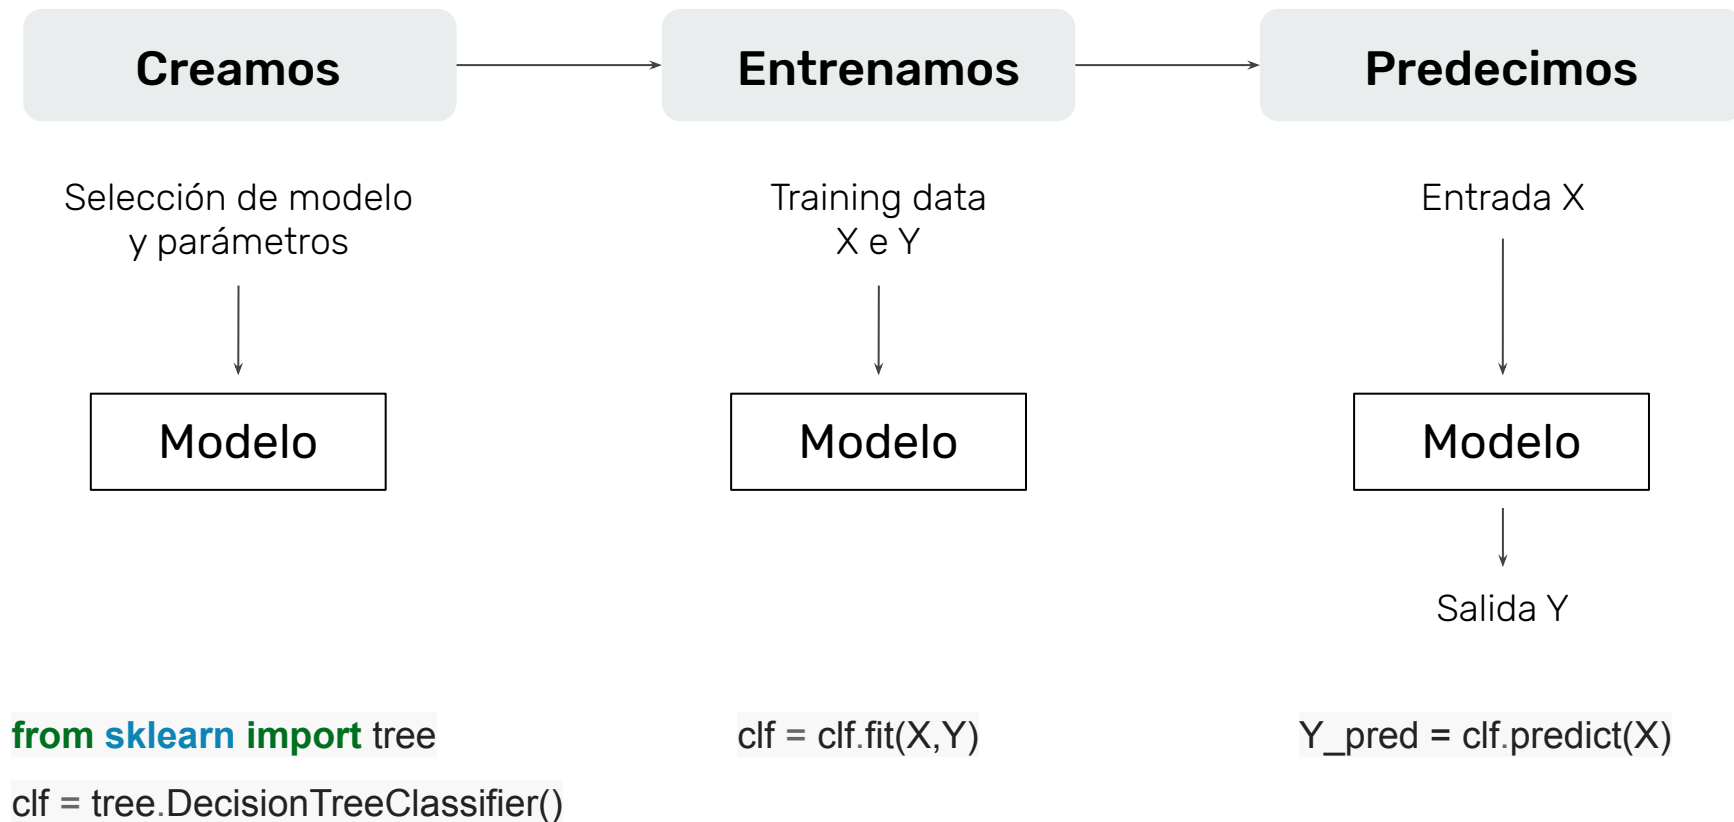 Creamos
Entrenamos
Predecimos
Selección de modelo
y parámetros
Training data
X e Y
Entrada X
Modelo
Modelo
Modelo
Salida Y
from sklearn import tree
clf = tree.DecisionTreeClassifier()
clf = clf.fit(X,Y)
Y_pred = clf.predict(X)